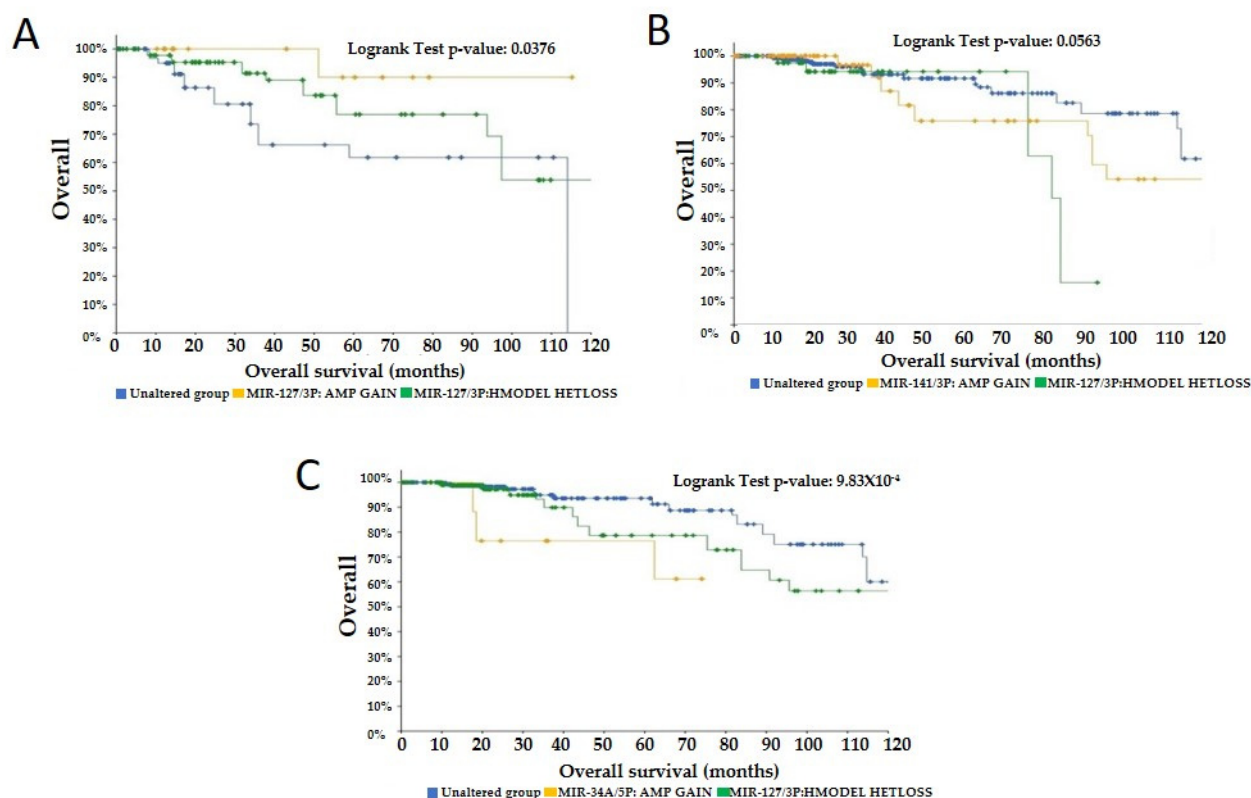 A
Logrank Test p-value: 0.0376
Overall
100%
90%
80%
70%
60%
50%
40%
30%
20%
10%
0%
0 10 20 30 40 50 60 70 80 90 100 110 120
Overall survival (months)
Unaltered group MIR-127/3P: AMP GAIN MIR-127/3P:HMODEL HETLOSS
B
Logrank Test p-value: 0.0563
Overall
100%
90%
80%
70%
60%
50%
40%
30%
20%
10%
0%
0 10 20 30 40 50 60 70 80 90 100 110 120
Overall survival (months)
Unaltered group MIR-141/3P: AMP GAIN MIR-127/3P:HMODEL HETLOSS
C
Logrank Test p-value: 9.83X10⁻⁴
Overall
100%
90%
80%
70%
60%
50%
40%
30%
20%
10%
0%
0 10 20 30 40 50 60 70 80 90 100 110 120
Overall survival (months)
Unaltered group MIR-34A/5P: AMP GAIN MIR-127/3P:HMODEL HETLOSS